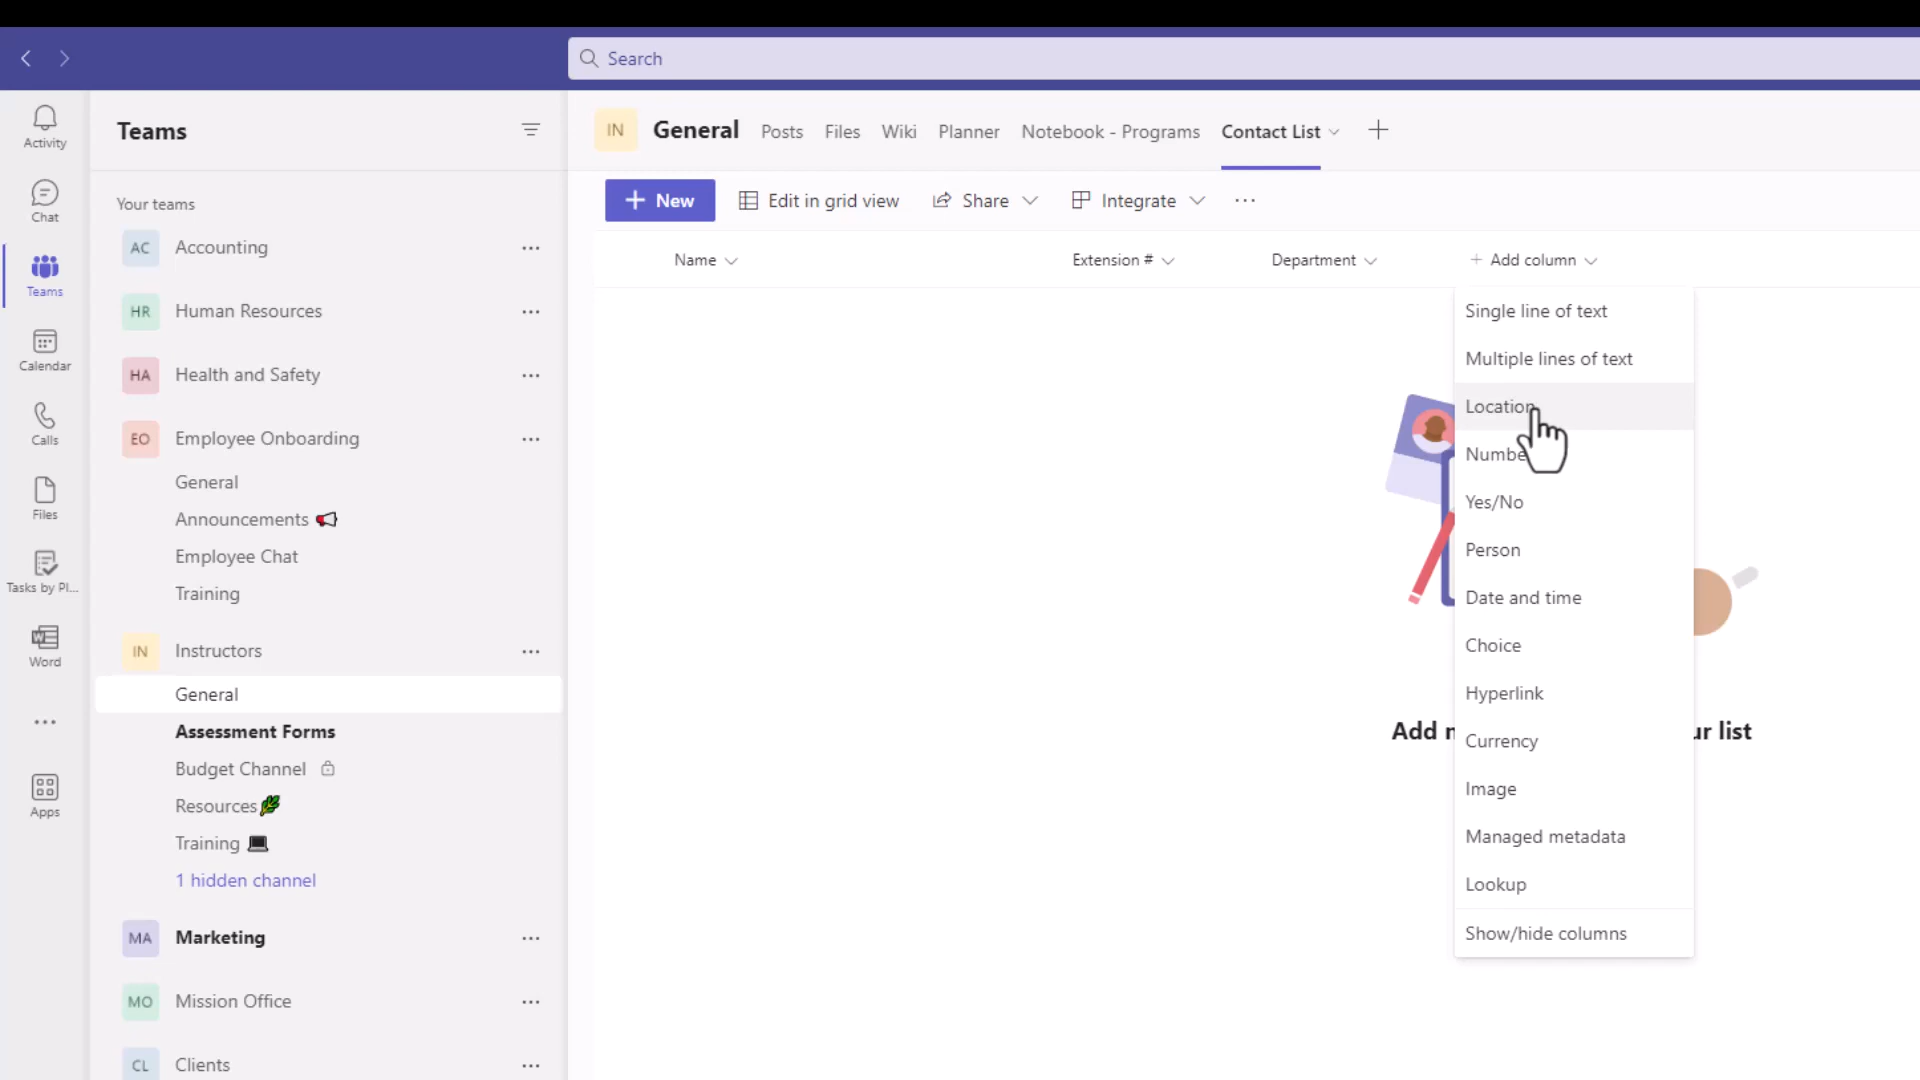 Search
Activity
Chat
Teams
Calendar
Calls
Files
Tasks by Pl...
Word
Apps
Teams
Your teams
AC Accounting
HR Human Resources
HA Health and Safety
EO Employee Onboarding
General
Announcements
Employee Chat
Training
IN Instructors
General
Assessment Forms
Budget Channel
Resources
Training
1 hidden channel
MA Marketing
MO Mission Office
CL Clients
IN General Posts Files Wiki Planner Notebook - Programs Contact List
New Edit in grid view Share Integrate
Name Extension # Department Add column
Single line of text
Multiple lines of text
Location
Numbe
Yes/No
Person
Date and time
Choice
Hyperlink
Currency
Image
Managed metadata
Lookup
Show/hide columns
Add list